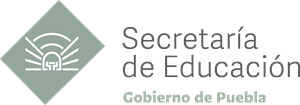 Secretaría
de Educación
Gobierno de Puebla